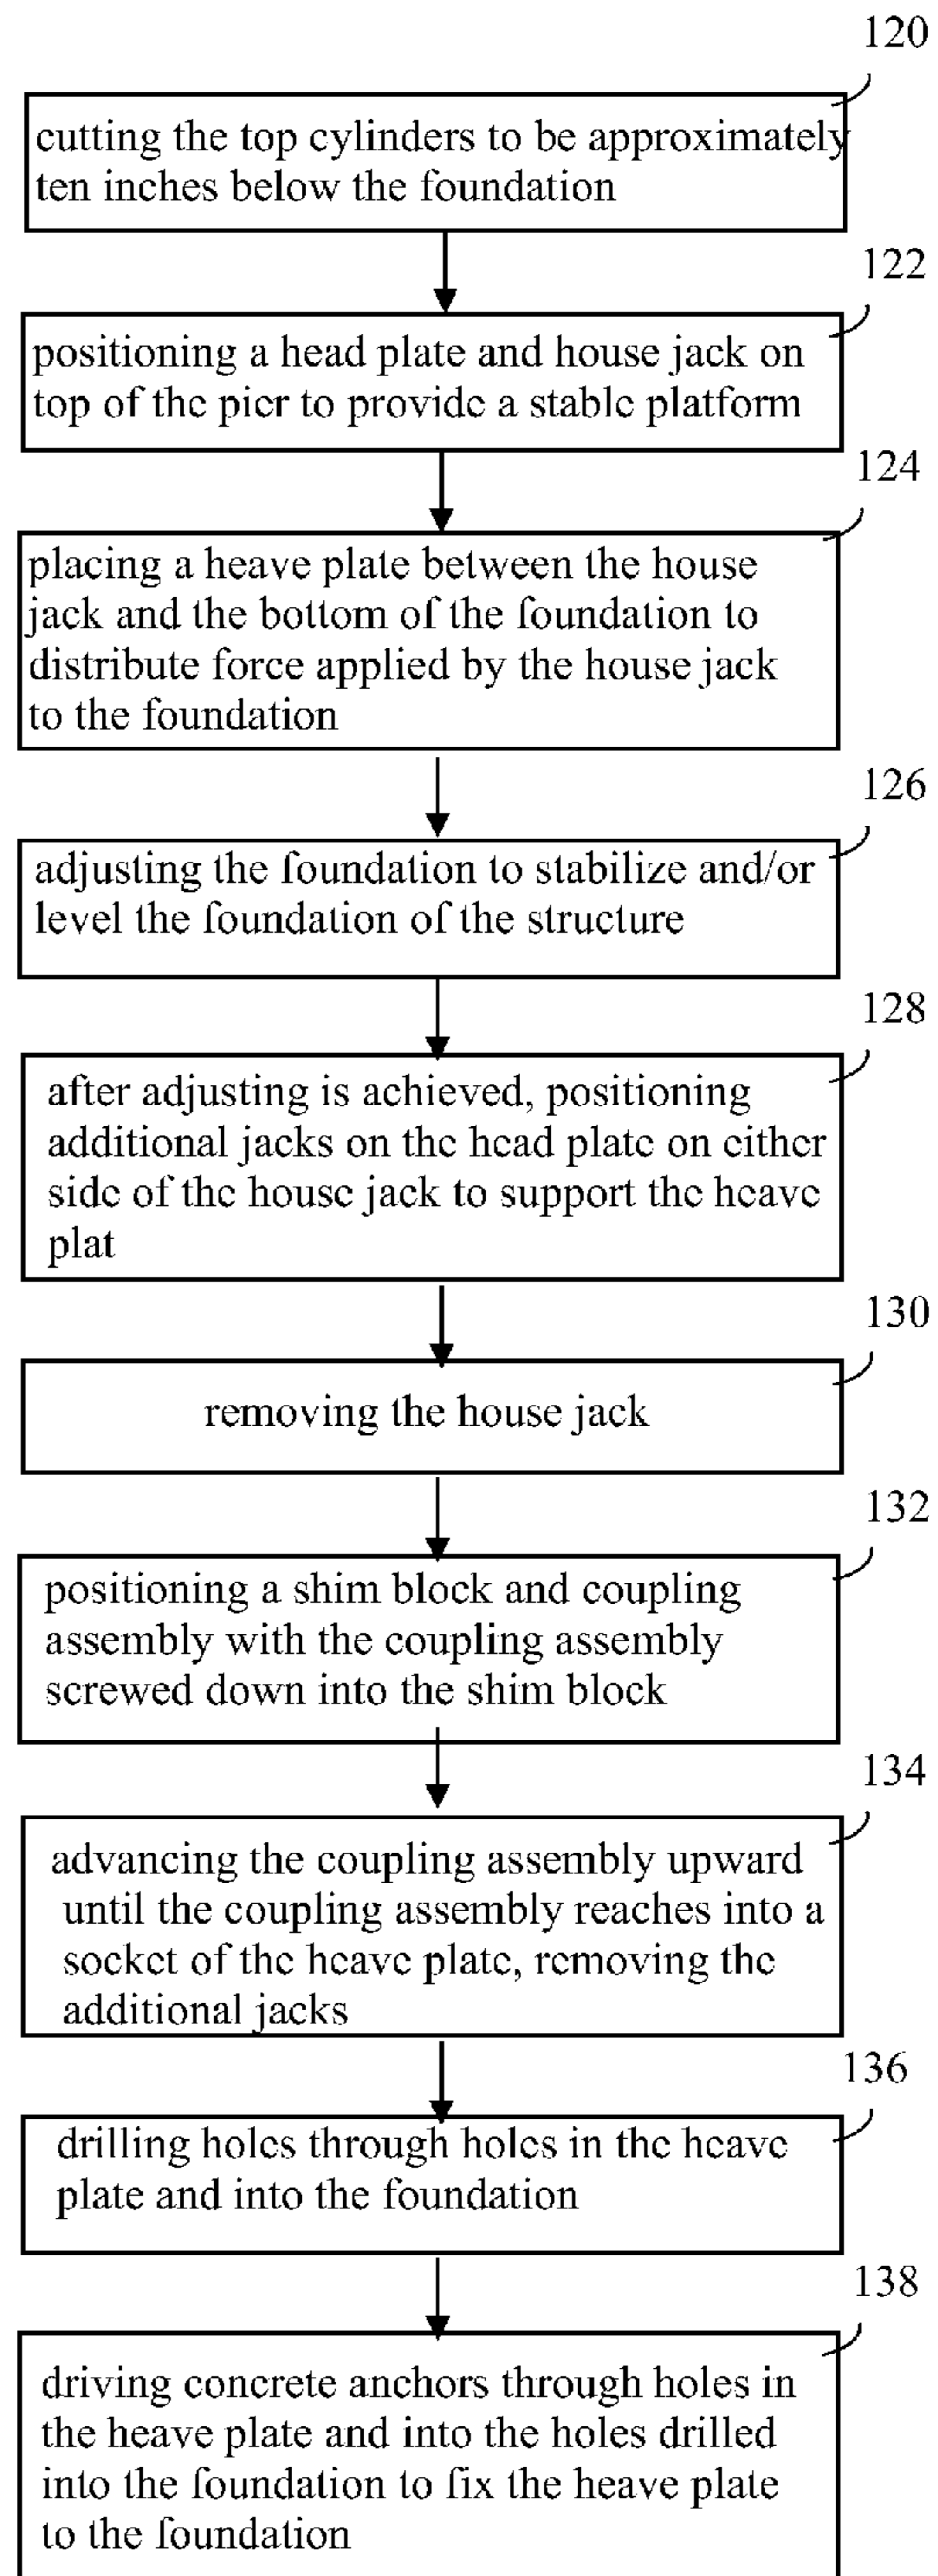 120
cutting the top cylinders to be approximately
ten inches below the foundation
122
positioning a head plate and house jack on
top of the pier to provide a stable platform
124
placing a heave plate between the house
jack and the bottom of the foundation to
distribute force applied by the house jack
to the foundation
126
adjusting the foundation to stabilize and/or
level the foundation of the structure
128
after adjusting is achieved, positioning
additional jacks on the head plate on either
side of the house jack to support the heave
plat
130
removing the house jack
132
positioning a shim block and coupling
assembly with the coupling assembly
screwed down into the shim block
134
advancing the coupling assembly upward
until the coupling assembly reaches into a
socket of the heave plate, removing the
additional jacks
136
drilling holes through holes in the heave
plate and into the foundation
138
driving concrete anchors through holes in
the heave plate and into the holes drilled
into the foundation to fix the heave plate
to the foundation